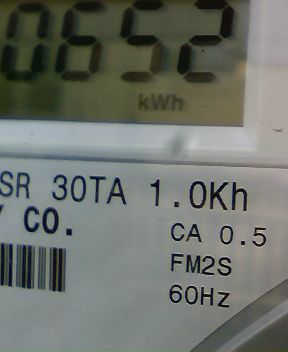 0652
kWh
SR 30TA 1.0Kh
Y CO.
CA 0.5
FM2S
60Hz